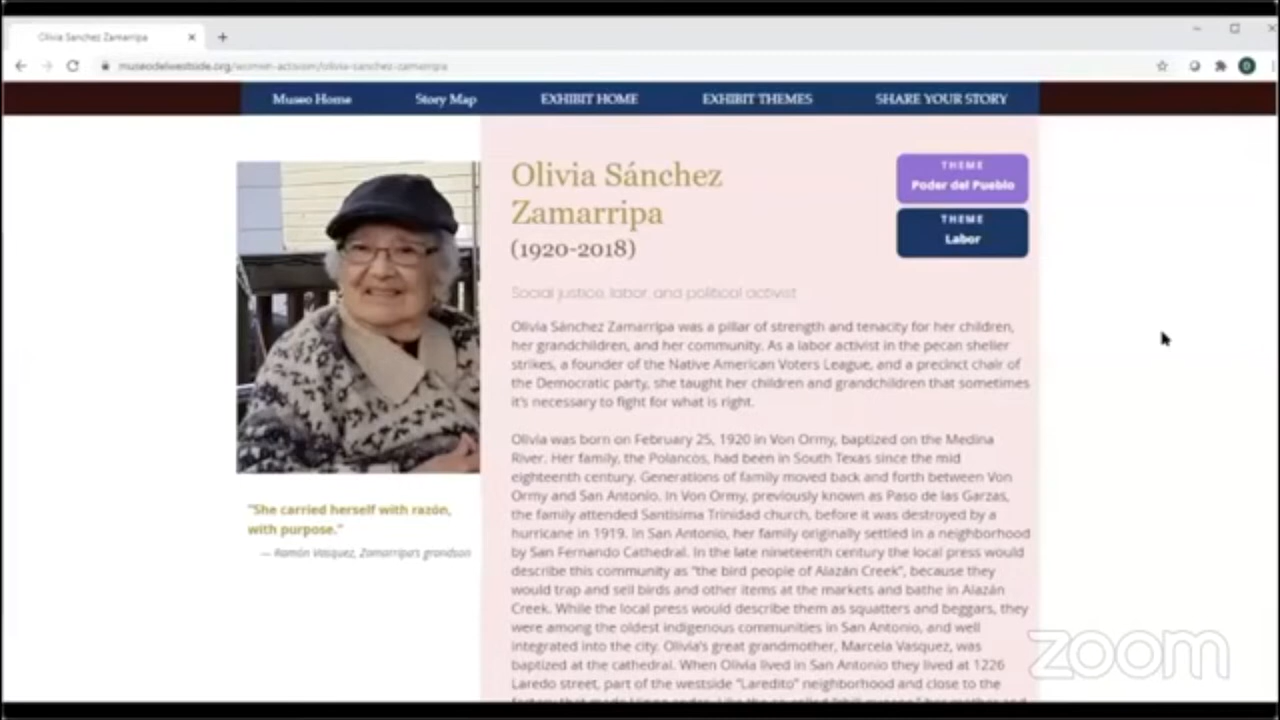 Olivia Sanchez Zamarripa
museodelwestside.org/women-activism/olivia-sanchez-zamarripa
Museo Home
Story Map
EXHIBIT HOME
EXHIBIT THEMES
SHARE YOUR STORY
Olivia Sánchez
Zamarripa
(1920-2018)
THEME
Poder del Pueblo
THEME
Labor
Social justice, labor, and political activist
Olivia Sánchez Zamarripa was a pillar of strength and tenacity for her children,
her grandchildren, and her community. As a labor activist in the pecan sheller
strikes, a founder of the Native American Voters League, and a precinct chair of
the Democratic party, she taught her children and grandchildren that sometimes
it's necessary to fight for what is right.
Olivia was born on February 25, 1920 in Von Ormy, baptized on the Medina
River. Her family, the Polancos, had been in South Texas since the mid
eighteenth century. Generations of family moved back and forth between Von
Ormy and San Antonio. In Von Ormy, previously known as Paso de las Garzas,
the family attended Santísima Trinidad church, before it was destroyed by a
hurricane in 1919. In San Antonio, her family originally settled in a neighborhood
by San Fernando Cathedral. In the late nineteenth century the local press would
describe this community as "the bird people of Alazán Creek", because they
would trap and sell birds and other items at the markets and bathe in Alazán
Creek. While the local press would describe them as squatters and beggars, they
were among the oldest indigenous communities in San Antonio, and well
integrated into the city. Olivia's great grandmother, Marcela Vasquez, was
baptized at the cathedral. When Olivia lived in San Antonio they lived at 1226
Laredo street, part of the westside "Laredito" neighborhood and close to the
"She carried herself with razón,
with purpose."
— Ramón Vasquez, Zamarripa's grandson
zoom